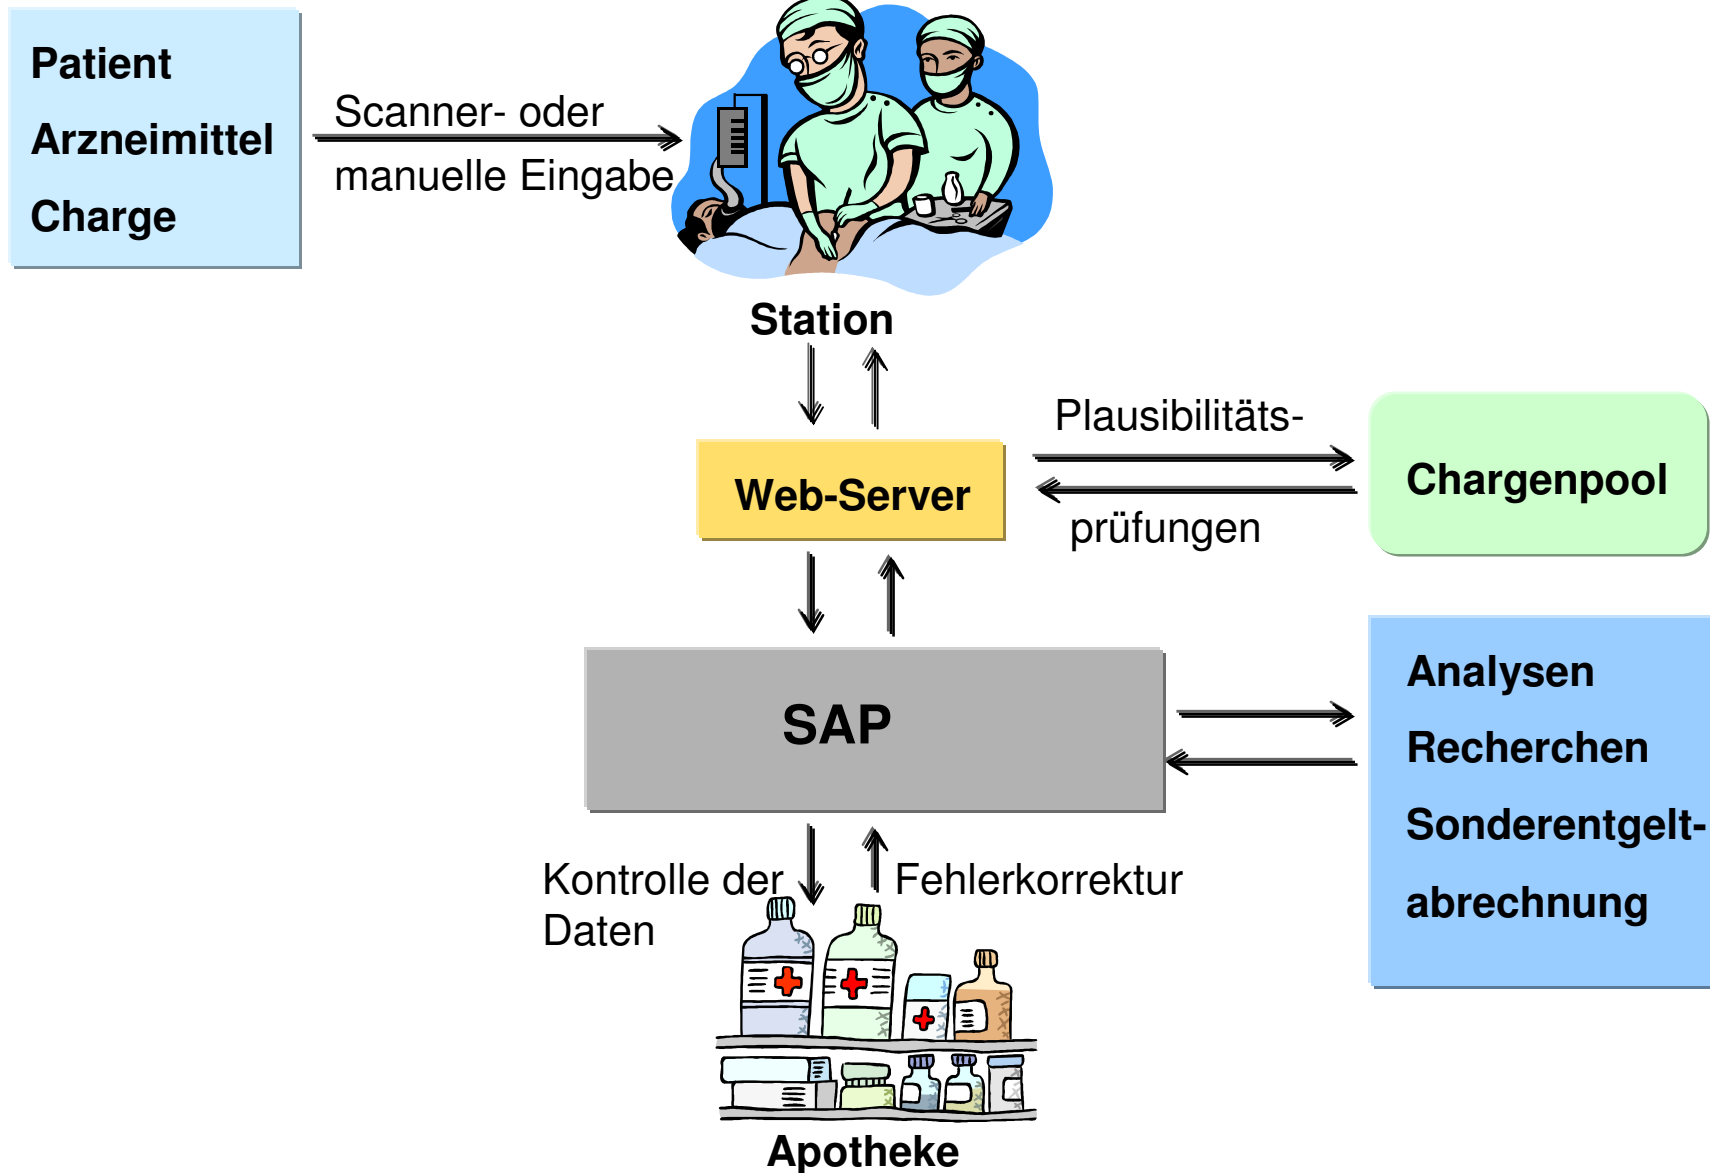 Patient
Arzneimittel
Charge
Scanner- oder
manuelle Eingabe
Station
Web-Server
Plausibilitäts-
prüfungen
Chargenpool
SAP
Analysen
Recherchen
Sonderentgelt-
abrechnung
Kontrolle der
Daten
Fehlerkorrektur
Apotheke